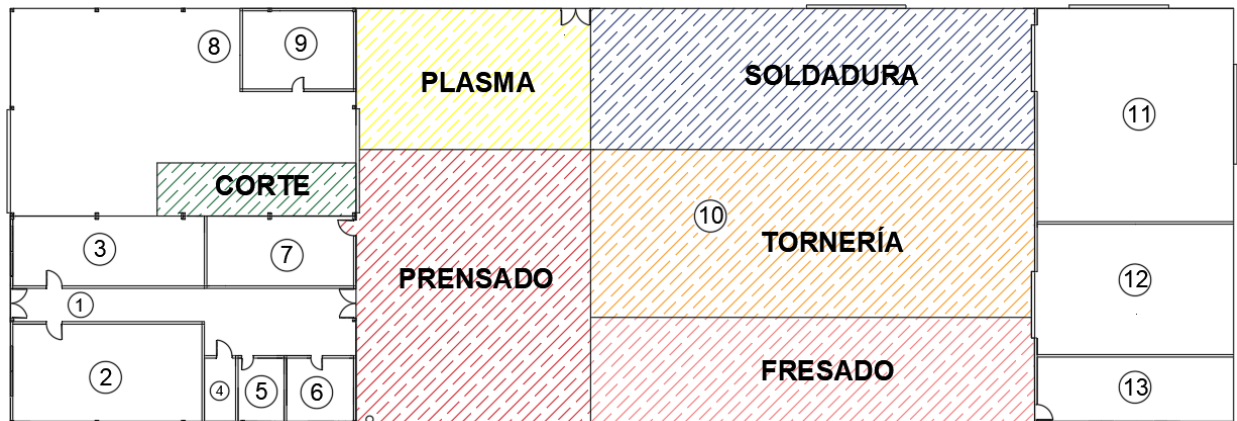 8
9
PLASMA
SOLDADURA
11
CORTE
10
TORNERÍA
3
7
PRENSADO
12
1
2
4
5
6
FRESADO
13